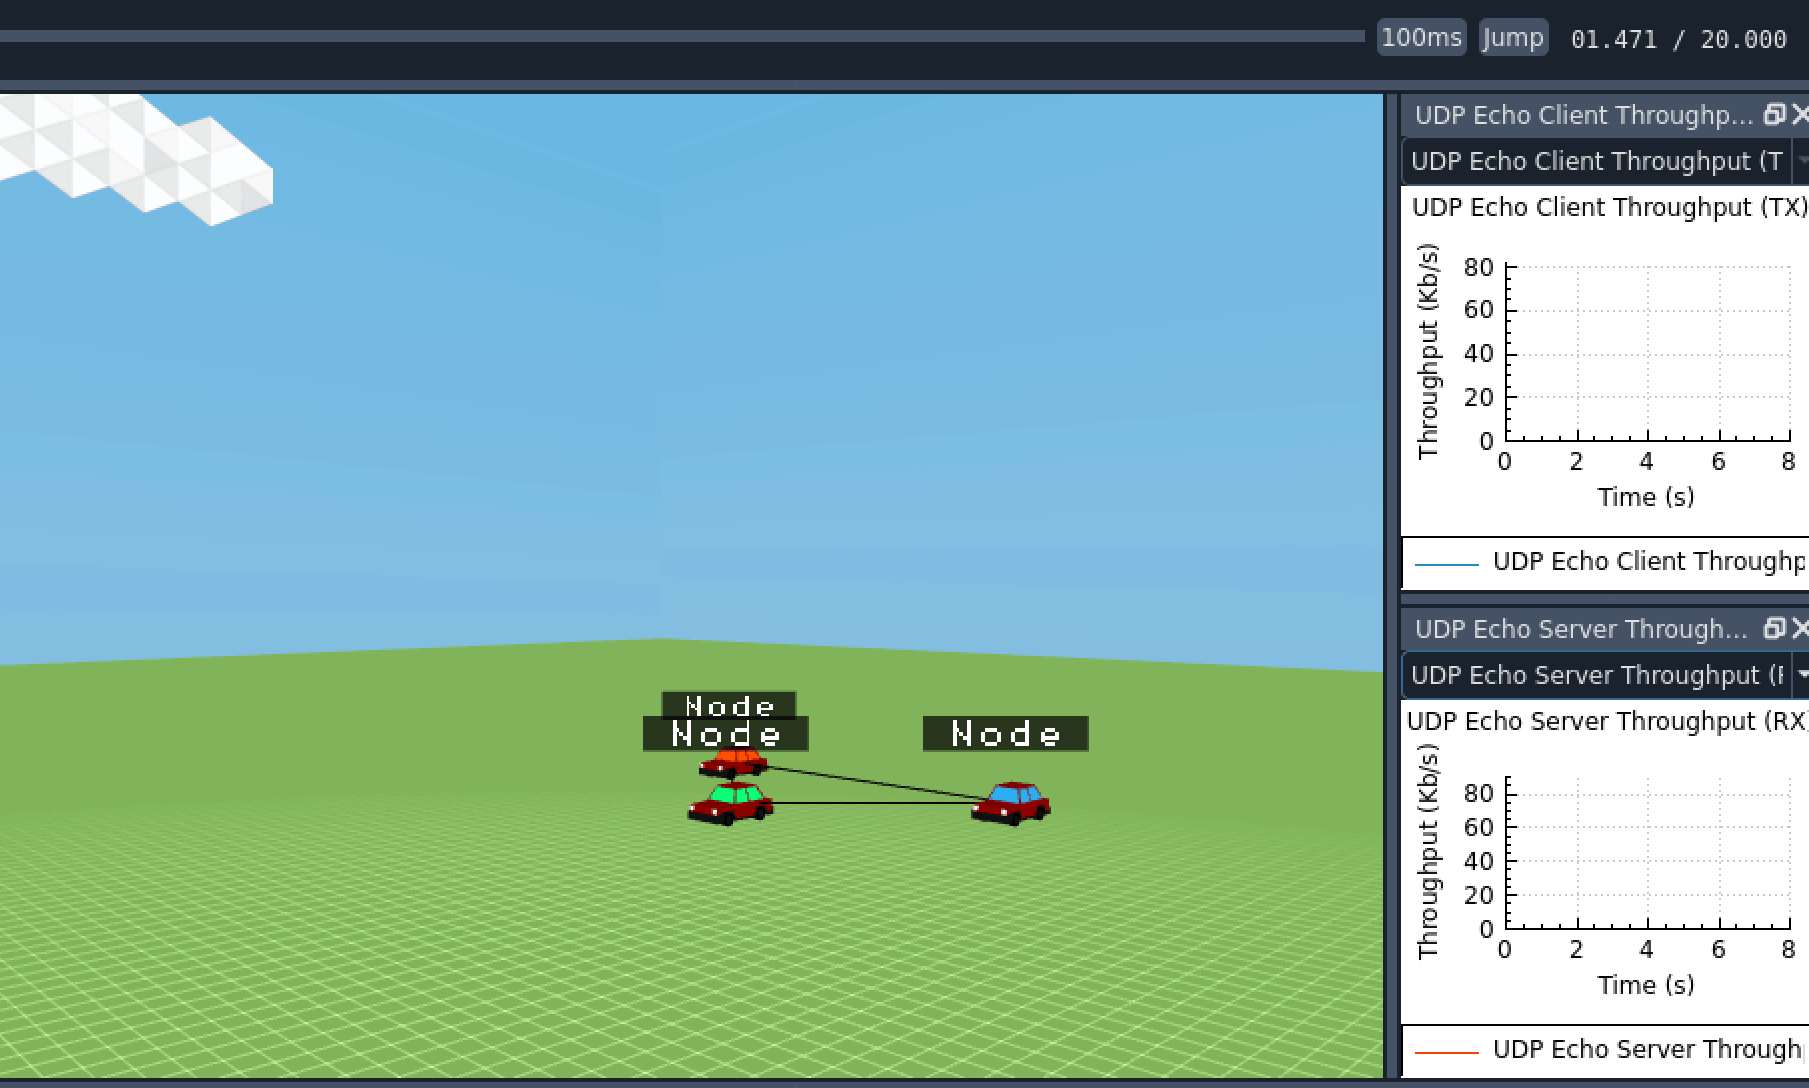 100ms Jump 01.471 / 20.000
UDP Echo Client Throughp...
UDP Echo Client Throughput (T
UDP Echo Client Throughput (TX)
Throughput (Kb/s)
80
60
40
20
0
0 2 4 6 8
Time (s)
UDP Echo Client Throughp
UDP Echo Server Through...
UDP Echo Server Throughput (F
UDP Echo Server Throughput (RX)
Throughput (Kb/s)
80
60
40
20
0
0 2 4 6 8
Time (s)
UDP Echo Server Through
Node
Node
Node